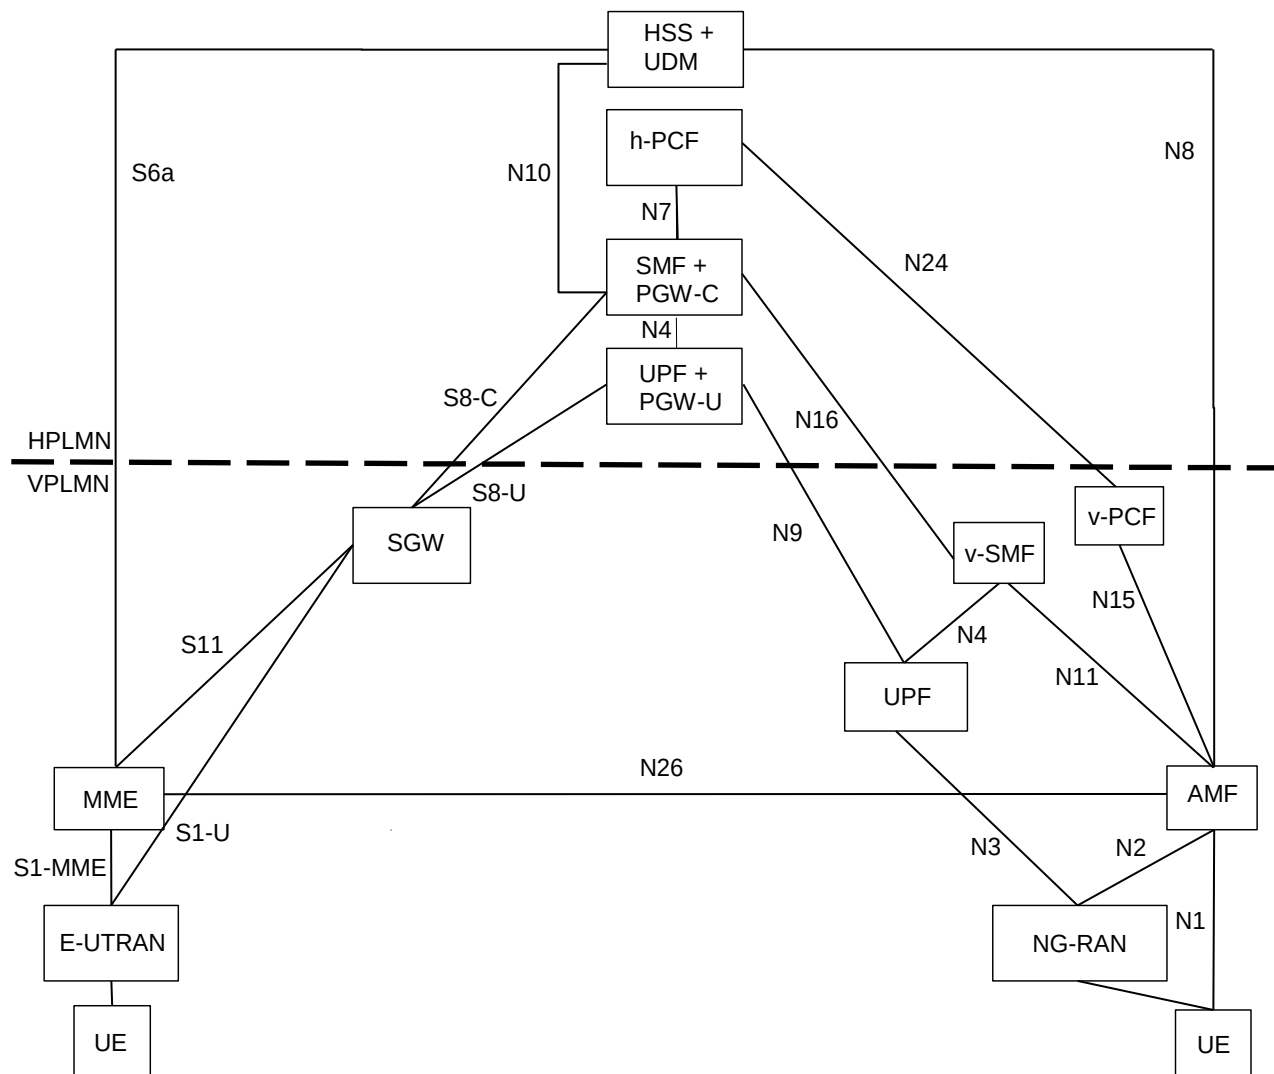 HSS +
UDM
h-PCF
N8
S6a
N10
N7
N24
SMF +
PGW-C
N4
UPF +
PGW-U
S8-C
N16
HPLMN
VPLMN
S8-U
v-PCF
N9
SGW
v-SMF
N15
S11
N4
N11
UPF
N26
MME
AMF
S1-U
N3
N2
S1-MME
N1
E-UTRAN
NG-RAN
UE
UE